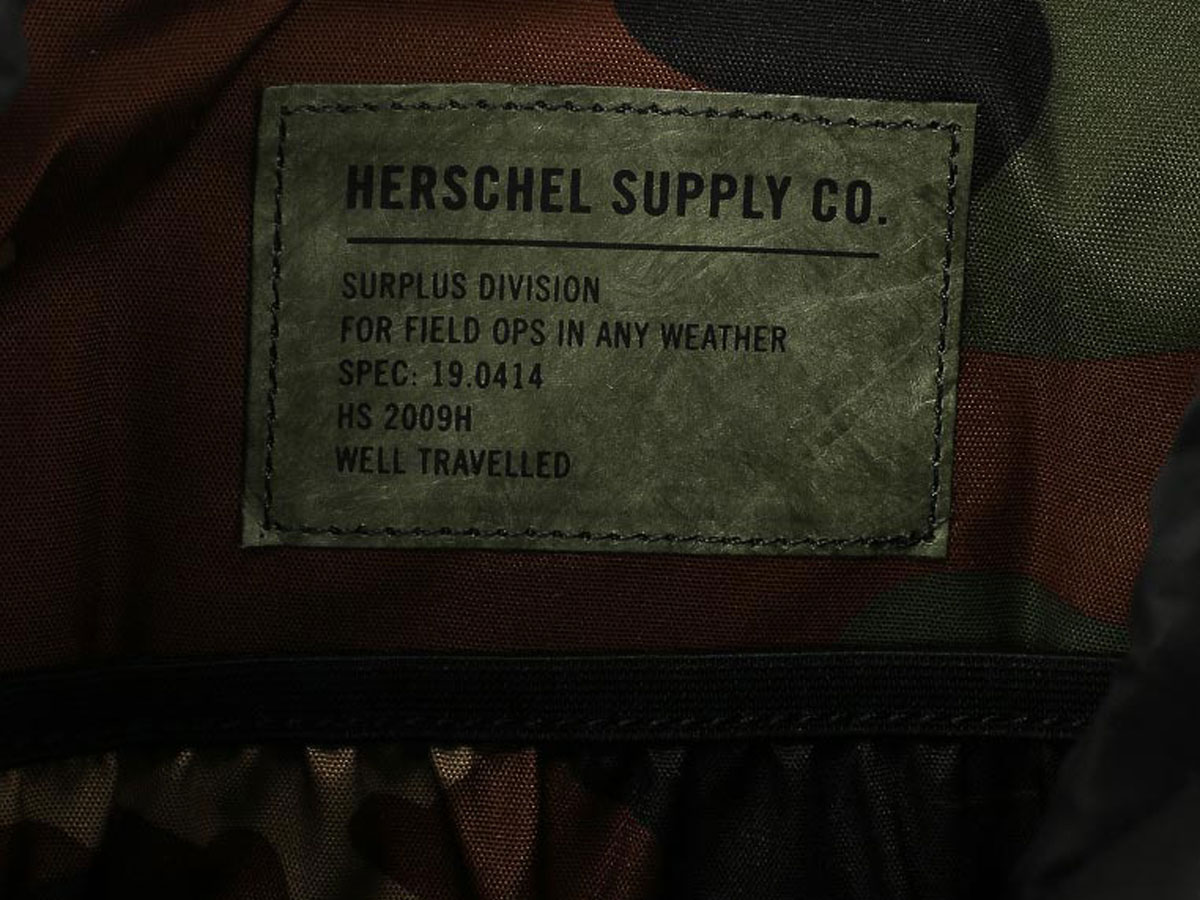 HERSCHEL SUPPLY CO.
SURPLUS DIVISION
FOR FIELD OPS IN ANY WEATHER
SPEC: 19.0414
HS 2009H
WELL TRAVELLED